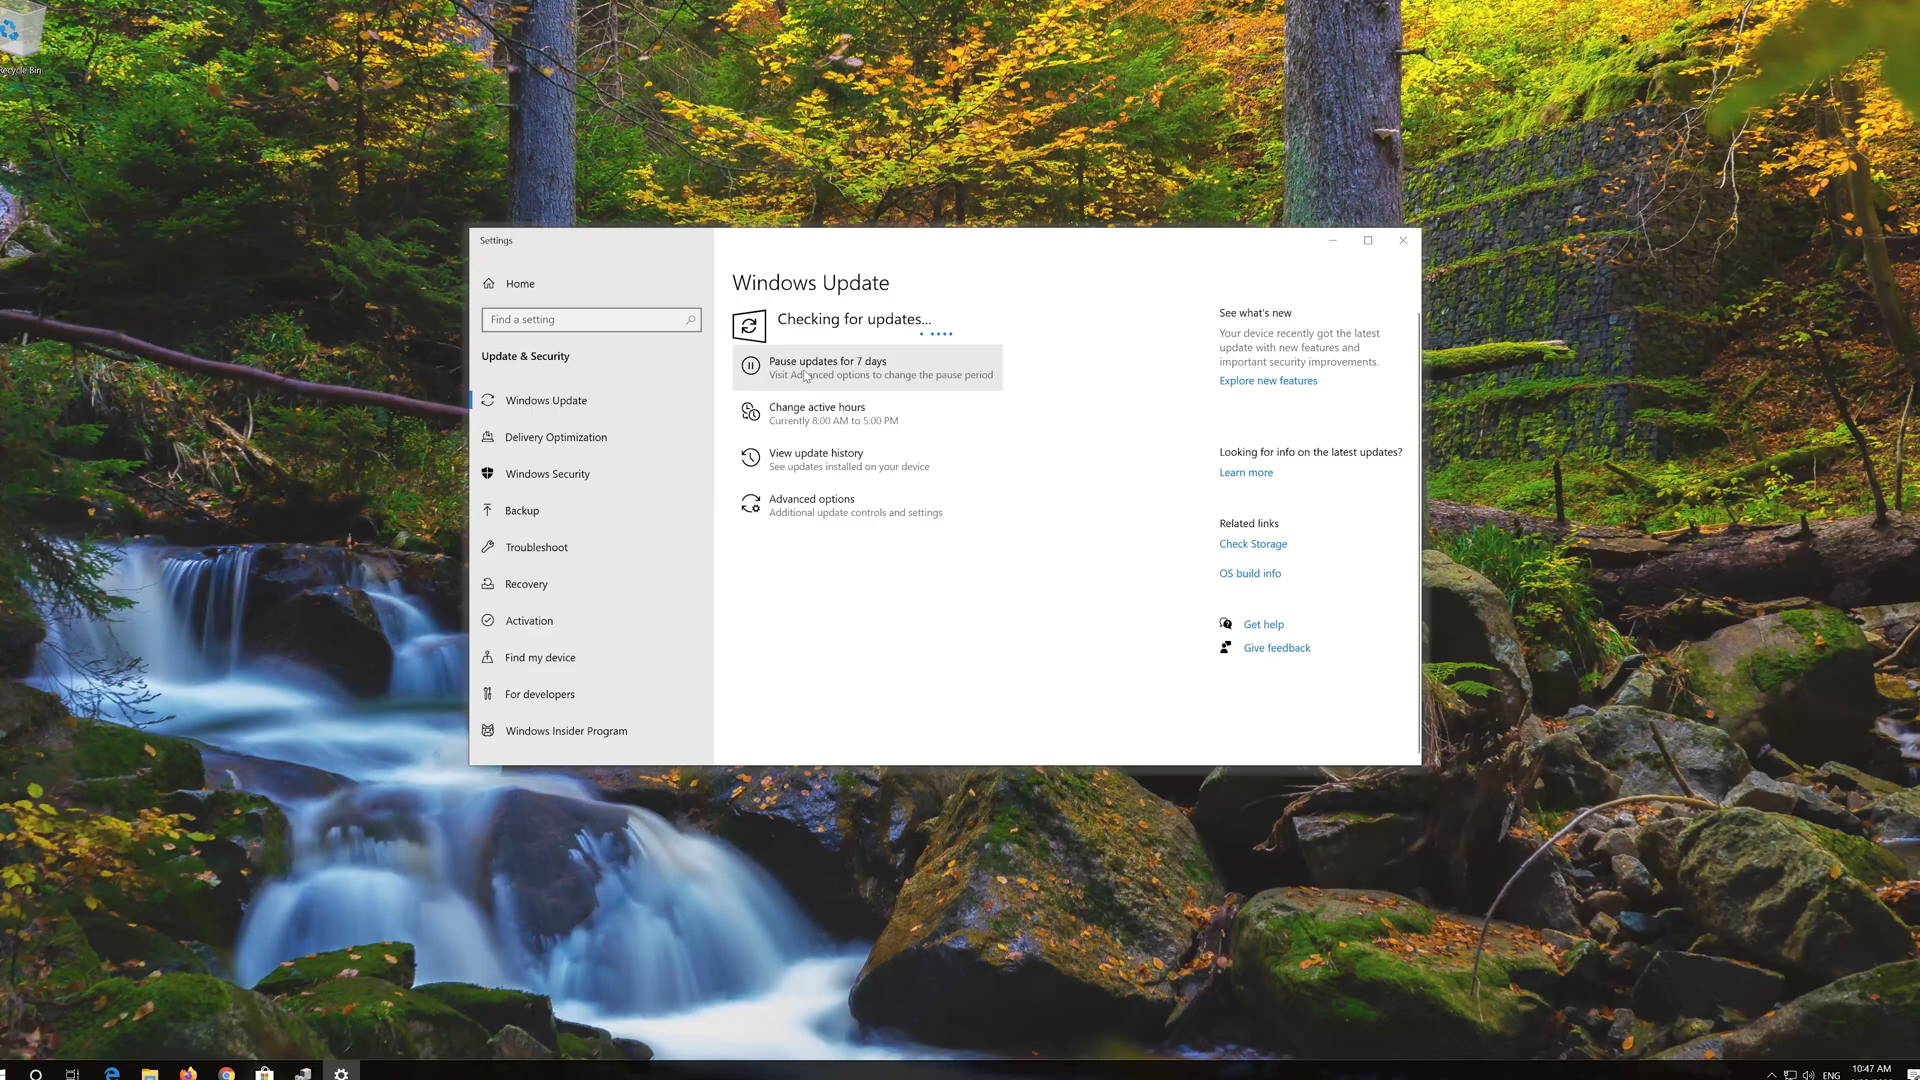 Recycle Bin
Settings
Home
Find a setting
Update & Security
Windows Update
Delivery Optimization
Windows Security
Backup
Troubleshoot
Recovery
Activation
Find my device
For developers
Windows Insider Program
Windows Update
Checking for updates...
Pause updates for 7 days
Visit Advanced options to change the pause period
Change active hours
Currently 8:00 AM to 5:00 PM
View update history
See updates installed on your device
Advanced options
Additional update controls and settings
See what's new
Your device recently got the latest
update with new features and
important security improvements.
Explore new features
Looking for info on the latest updates?
Learn more
Related links
Check Storage
OS build info
Get help
Give feedback
ENG
10:47 AM